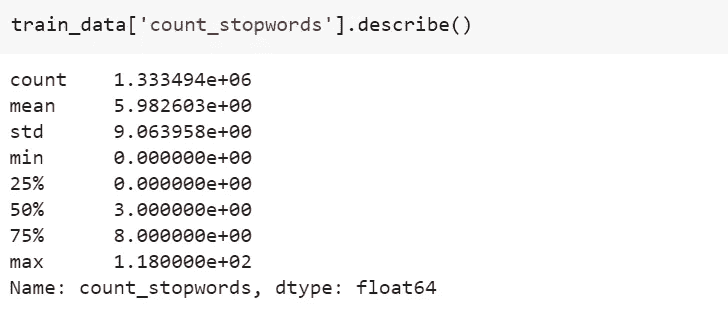 train_data['count_stopwords'].describe()
count    1.333494e+06
mean     5.982603e+00
std      9.063958e+00
min      0.000000e+00
25%      0.000000e+00
50%      3.000000e+00
75%      8.000000e+00
max      1.180000e+02
Name: count_stopwords, dtype: float64